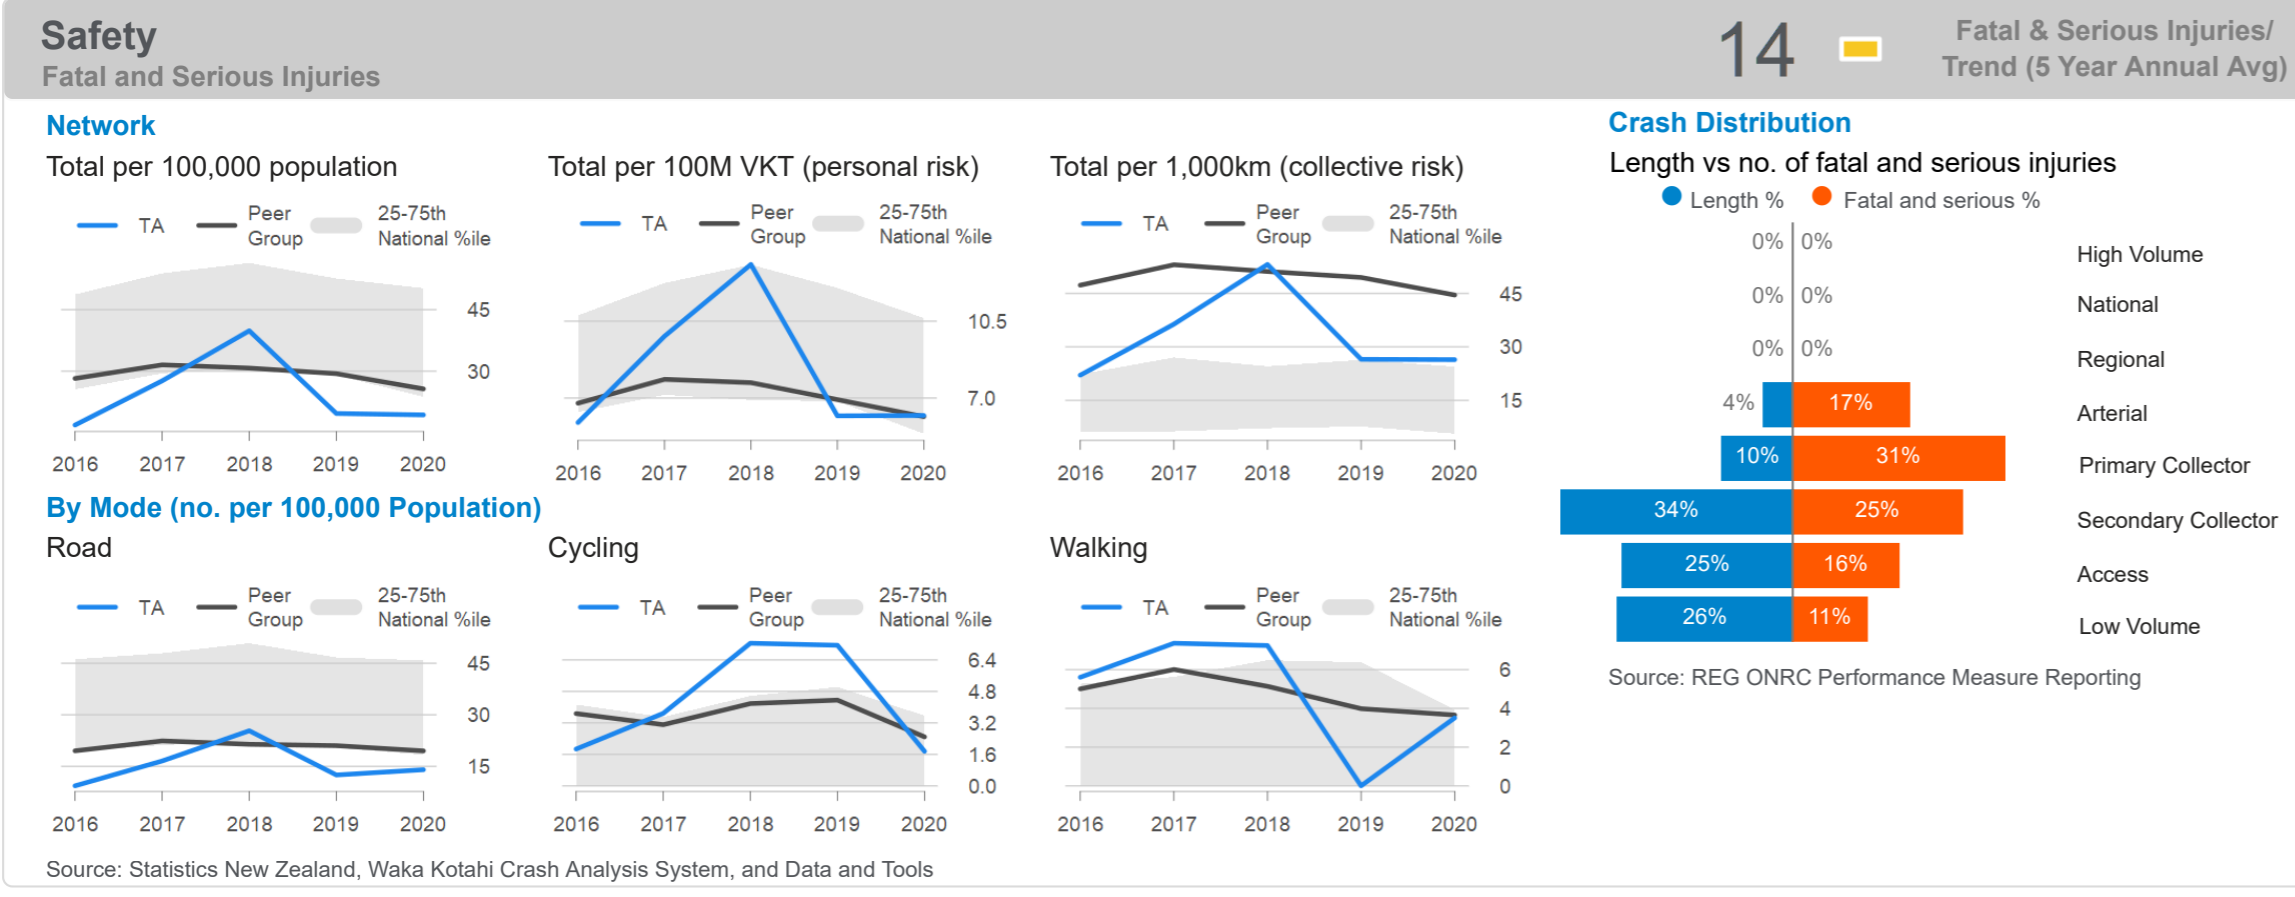 Safety
Fatal and Serious Injuries
14
Fatal & Serious Injuries/
Trend (5 Year Annual Avg)
Network
Total per 100,000 population
TA
Peer
Group
25-75th
National %ile
45
30
2016 2017 2018 2019 2020
Total per 100M VKT (personal risk)
TA
Peer
Group
25-75th
National %ile
10.5
7.0
2016 2017 2018 2019 2020
Total per 1,000km (collective risk)
TA
Peer
Group
25-75th
National %ile
45
30
15
2016 2017 2018 2019 2020
By Mode (no. per 100,000 Population)
Road
TA
Peer
Group
25-75th
National %ile
45
30
15
2016 2017 2018 2019 2020
Cycling
TA
Peer
Group
25-75th
National %ile
6.4
4.8
3.2
1.6
0.0
2016 2017 2018 2019 2020
Walking
TA
Peer
Group
25-75th
National %ile
6
4
2
0
2016 2017 2018 2019 2020
Source: Statistics New Zealand, Waka Kotahi Crash Analysis System, and Data and Tools
Crash Distribution
Length vs no. of fatal and serious injuries
Length % Fatal and serious %
0% 0% High Volume
0% 0% National
0% 0% Regional
4% 17% Arterial
10% 31% Primary Collector
34% 25% Secondary Collector
25% 16% Access
26% 11% Low Volume
Source: REG ONRC Performance Measure Reporting